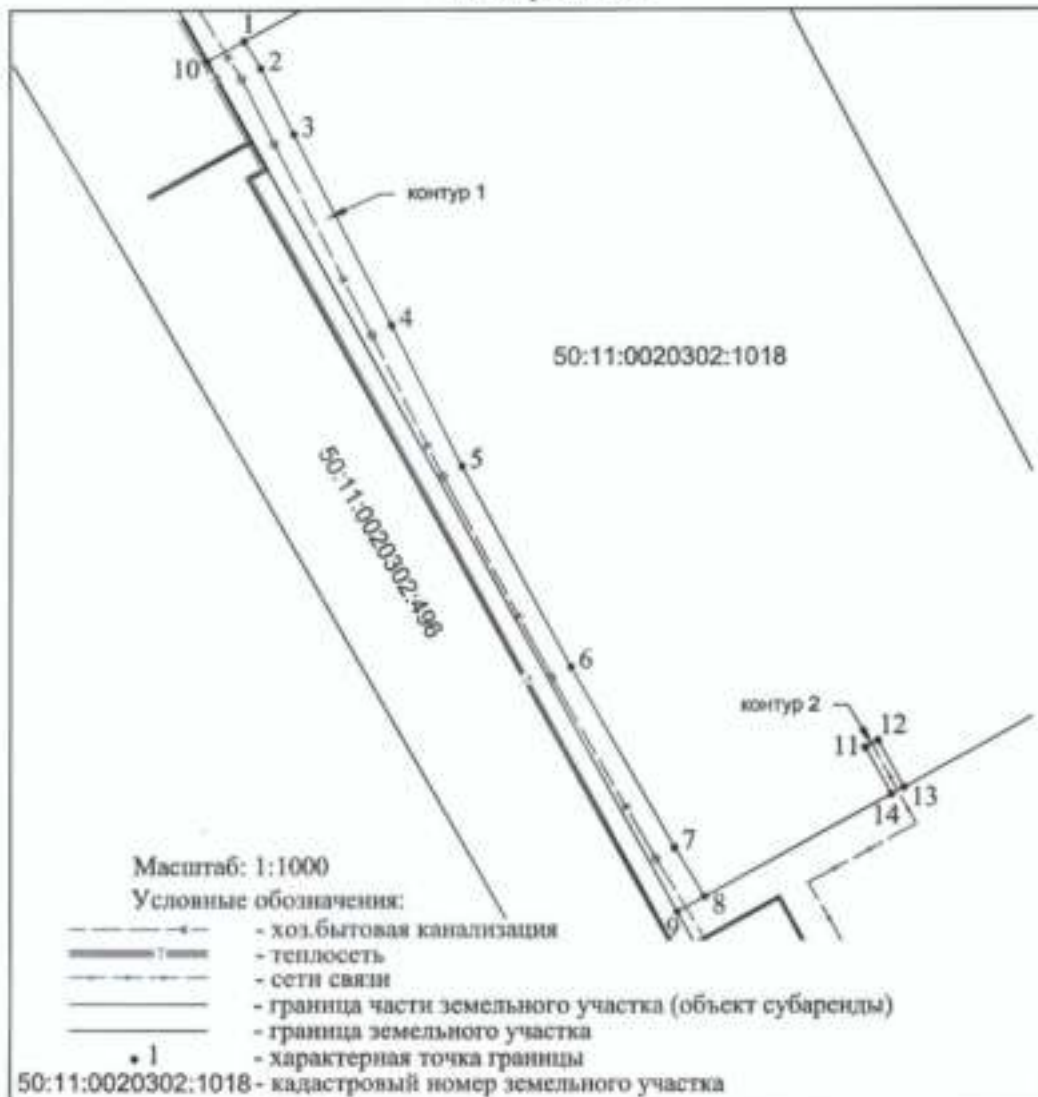 1
10
2
3
контур 1
4
50:11:0020302:1018
5
50:11:0020302:496
6
контур 2
12
11
13
14
7
8
9
Масштаб: 1:1000
Условные обозначения:
- хоз.бытовая канализация
т - теплосеть
- сети связи
- граница части земельного участка (объект субаренды)
- граница земельного участка
1 - характерная точка границы
50:11:0020302:1018 - кадастровый номер земельного участка